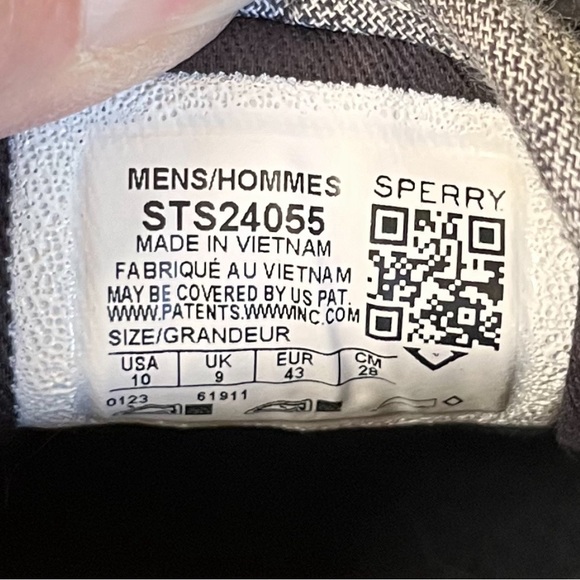 MENS/HOMMES
SPERRY
STS24055
MADE IN VIETNAM
FABRIQUÉ AU VIETNAM
MAY BE COVERED BY US PAT.
WWW.PATENTS.WWWINC.COM
SIZE/GRANDEUR
USA UK EUR CM
10 9 43 28
0123 61911